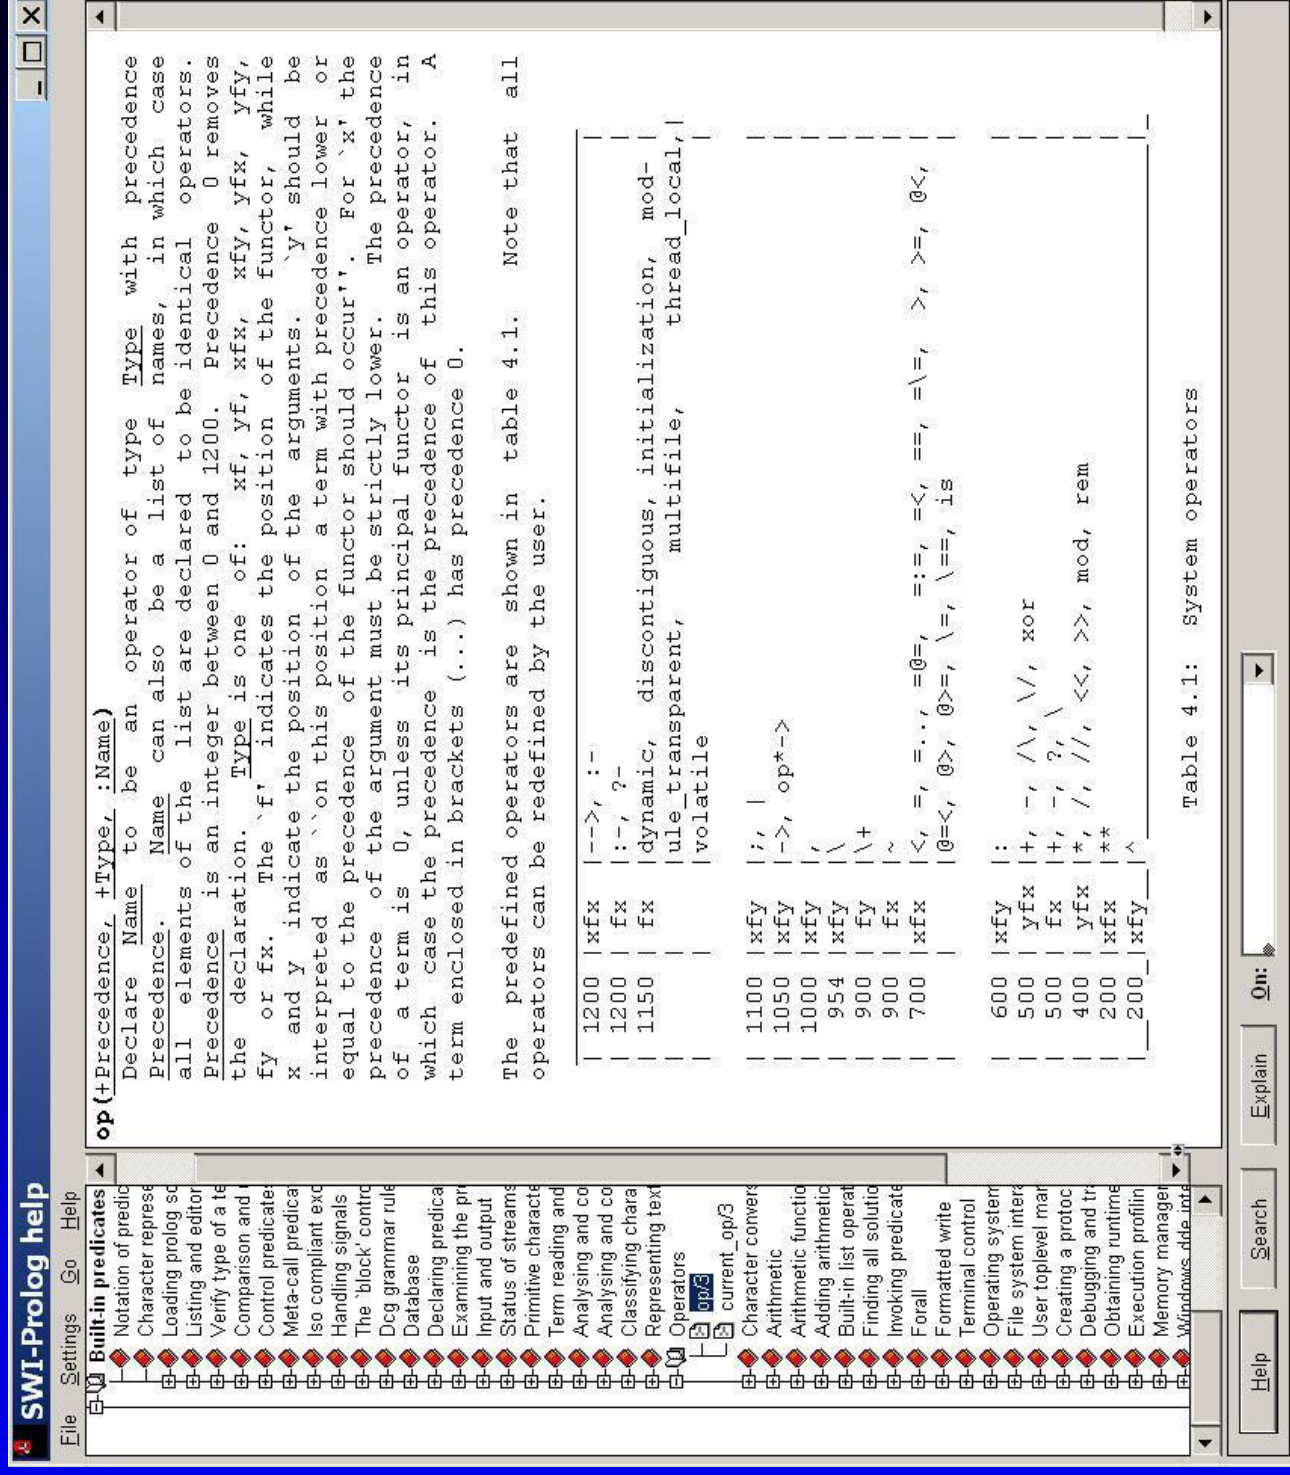 SWI-Prolog help
File Settings Go Help
Built-in predicates
Notation of predic
Character represe
Loading prolog sc
Listing and editor
Verify type of a te
Comparison and
Control predicate
Meta-call predicat
Iso compliant exc
Handling signals
The 'block' contro
Dcg grammar rule
Database
Declaring predica
Examining the pr
Input and output
Status of streams
Primitive characte
Term reading and
Analysing and co
Analysing and co
Classifying chara
Representing text
Operators
op/3
current_op/3
Character convers
Arithmetic
Arithmetic functio
Adding arithmetic
Built-in list operat
Finding all solutio
Invoking predicate
Forall
Formatted write
Terminal control
Operating system
File system intera
User toplevel mar
Creating a protoc
Debugging and tr
Obtaining runtime
Execution profilin
Memory manager
Windows dde inte
op(+Precedence, +Type, :Name)
Declare Name to be an operator of type Type with precedence
Precedence. Name can also be a list of names, in which case
all elements of the list are declared to be identical operators.
Precedence is an integer between 0 and 1200. Precedence 0 removes
the declaration. Type is one of: xf, yf, xfx, xfy, yfx, yfy,
fy or fx. The `f' indicates the position of the functor, while
x and y indicate the position of the arguments. `y' should be
interpreted as ``on this position a term with precedence lower or
equal to the precedence of the functor should occur''. For `x' the
precedence of the argument must be strictly lower. The precedence
of a term is 0, unless its principal functor is an operator, in
which case the precedence is the precedence of this operator. A
term enclosed in brackets (...) has precedence 0.
The predefined operators are shown in table 4.1. Note that all
operators can be redefined by the user.
| 1200 |xfx |-->, :- |
| 1200 | fx |:-, ?- |
| 1150 | fx |dynamic, discontiguous, initialization, mod- |
| | |ule_transparent, multifile, thread_local, |
| | |volatile |
| 1100 |xfy |;, | |
| 1050 |xfy |->, op*-> |
| 1000 |xfy |, |
| 954 |xfy |\ |
| 900 | fy |\+ |
| 900 | fx |~ |
| 700 |xfx |<, =, =.., =@=, =:=, =<, ==, =\=, >, >=, @<, |
| | |@=<, @>, @>=, \=, \==, is |
| 600 |xfy |: |
| 500 | yfx |+, -, /\, \/, xor |
| 500 | fx |+, -, ?, \ |
| 400 | yfx |*, /, //, <<, >>, mod, rem |
| 200 |xfx |** |
|_200_|xfy_|^ |
Table 4.1: System operators
Help Search Explain On: